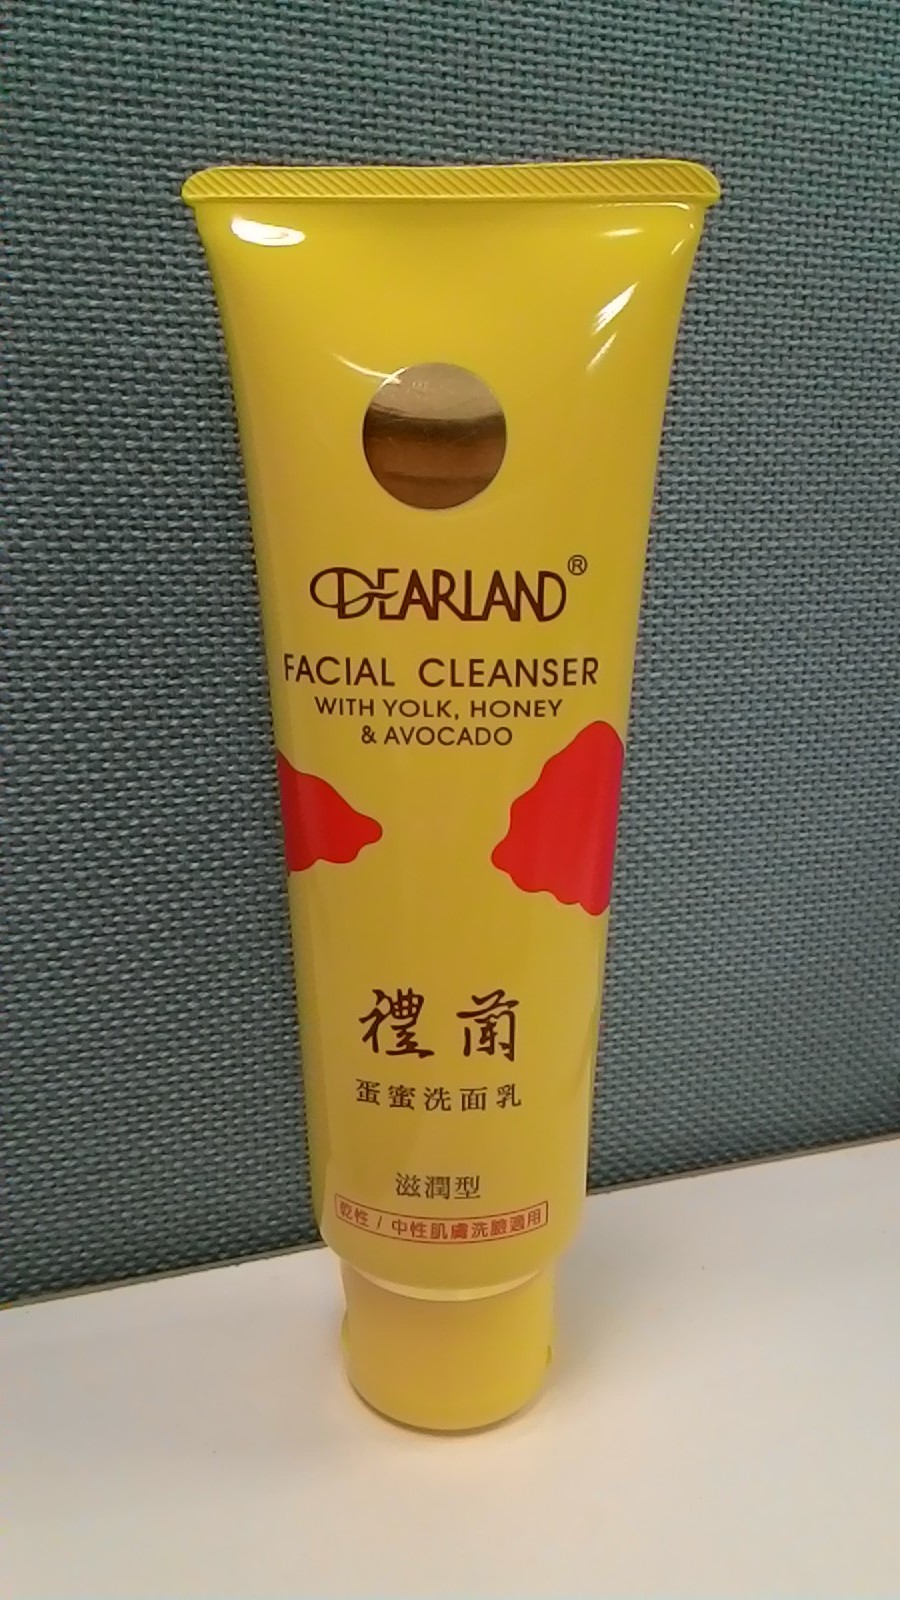 DEARLAND®
FACIAL CLEANSER
WITH YOLK, HONEY
& AVOCADO
禮蘭
蛋蜜洗面乳
滋潤型
乾性 / 中性肌膚洗臉適用